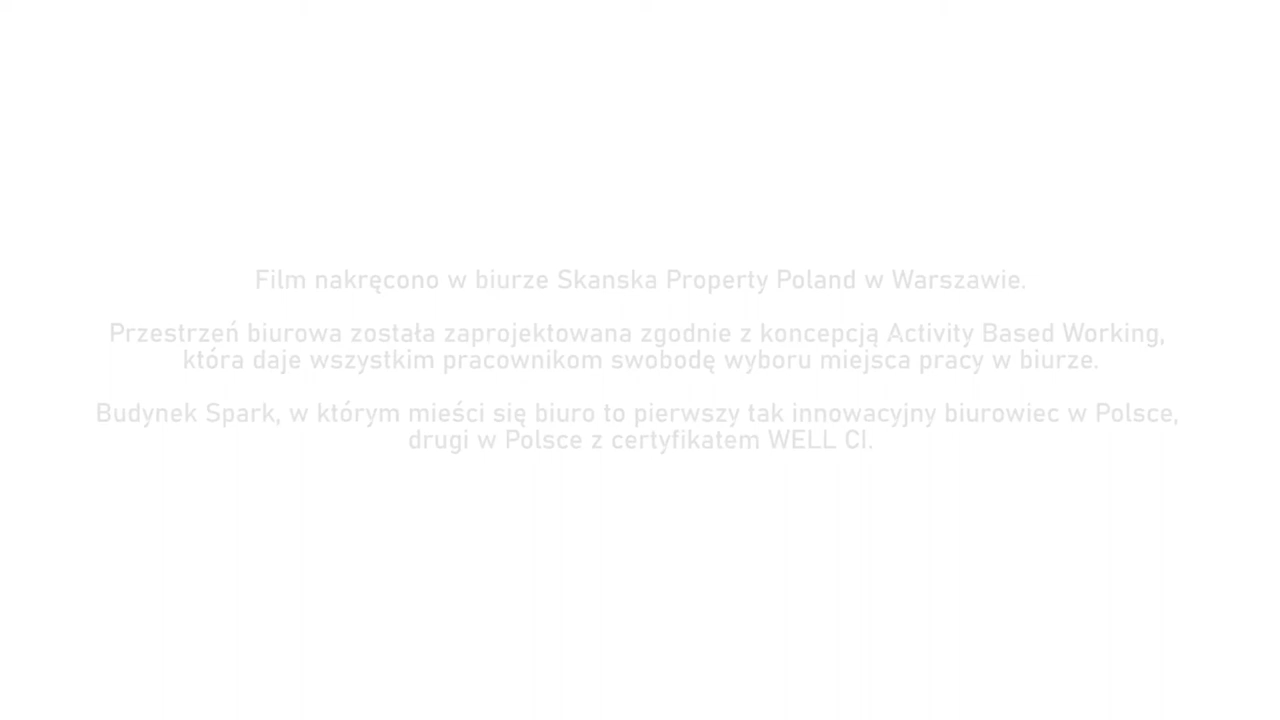 Film nakręcono w biurze Skanska Property Poland w Warszawie.
Przestrzeń biurowa została zaprojektowana zgodnie z koncepcją Activity Based Working,
która daje wszystkim pracownikom swobodę wyboru miejsca pracy w biurze.
Budynek Spark, w którym mieści się biuro to pierwszy tak innowacyjny biurowiec w Polsce,
drugi w Polsce z certyfikatem WELL CI.